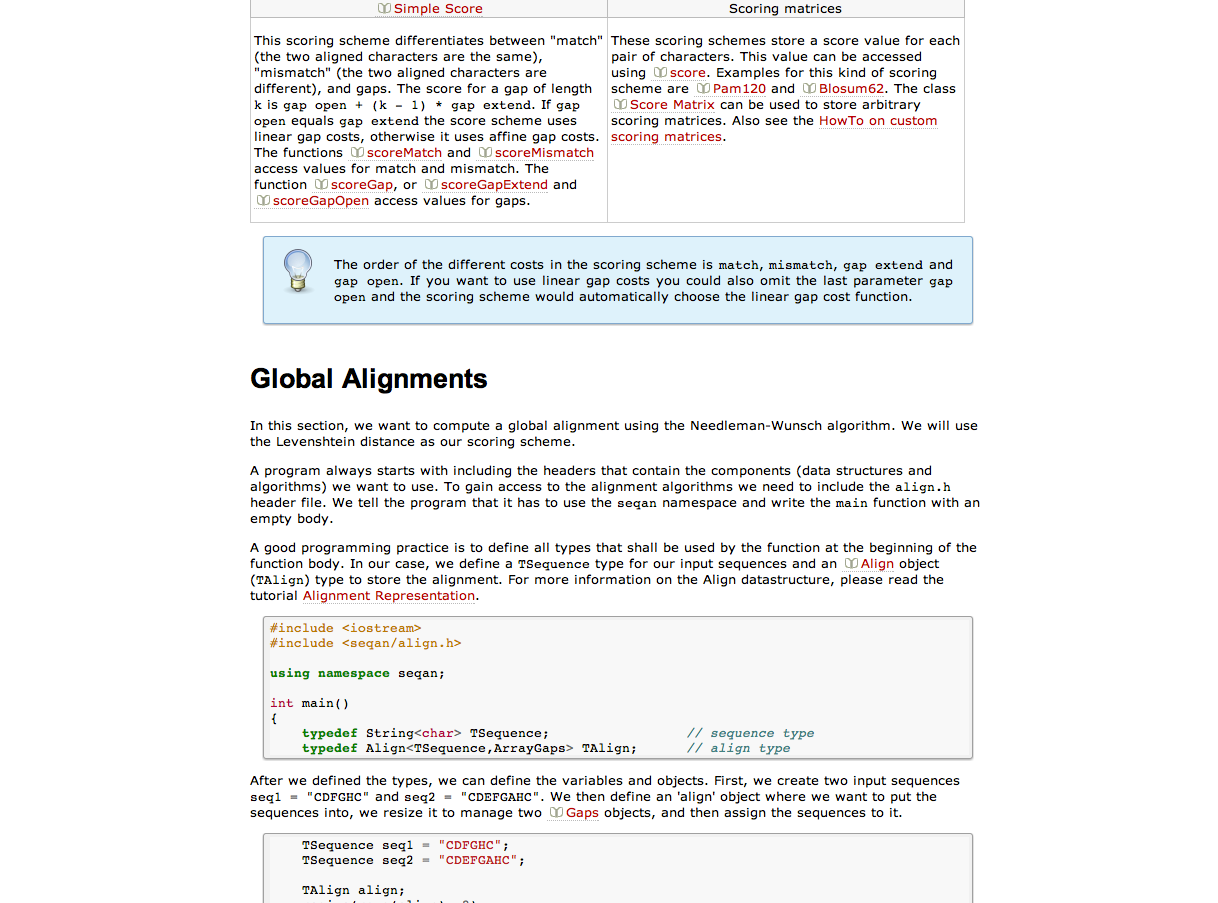 Simple Score
Scoring matrices
This scoring scheme differentiates between "match"
(the two aligned characters are the same),
"mismatch" (the two aligned characters are
different), and gaps. The score for a gap of length
k is gap open + (k - 1) * gap extend. If gap
open equals gap extend the score scheme uses
linear gap costs, otherwise it uses affine gap costs.
The functions scoreMatch and scoreMismatch
access values for match and mismatch. The
function scoreGap, or scoreGapExtend and
scoreGapOpen access values for gaps.
These scoring schemes store a score value for each
pair of characters. This value can be accessed
using score. Examples for this kind of scoring
scheme are Pam120 and Blosum62. The class
Score Matrix can be used to store arbitrary
scoring matrices. Also see the HowTo on custom
scoring matrices.
The order of the different costs in the scoring scheme is match, mismatch, gap extend and
gap open. If you want to use linear gap costs you could also omit the last parameter gap
open and the scoring scheme would automatically choose the linear gap cost function.
Global Alignments
In this section, we want to compute a global alignment using the Needleman-Wunsch algorithm. We will use
the Levenshtein distance as our scoring scheme.
A program always starts with including the headers that contain the components (data structures and
algorithms) we want to use. To gain access to the alignment algorithms we need to include the align.h
header file. We tell the program that it has to use the seqan namespace and write the main function with an
empty body.
A good programming practice is to define all types that shall be used by the function at the beginning of the
function body. In our case, we define a TSequence type for our input sequences and an Align object
(TAlign) type to store the alignment. For more information on the Align datastructure, please read the
tutorial Alignment Representation.
#include <iostream>
#include <seqan/align.h>
using namespace seqan;
int main()
{
typedef String<char> TSequence; // sequence type
typedef Align<TSequence,ArrayGaps> TAlign; // align type
After we defined the types, we can define the variables and objects. First, we create two input sequences
seq1 = "CDFGHC" and seq2 = "CDEFGAHC". We then define an 'align' object where we want to put the
sequences into, we resize it to manage two Gaps objects, and then assign the sequences to it.
TSequence seq1 = "CDFGHC";
TSequence seq2 = "CDEFGAHC";
TAlign align;